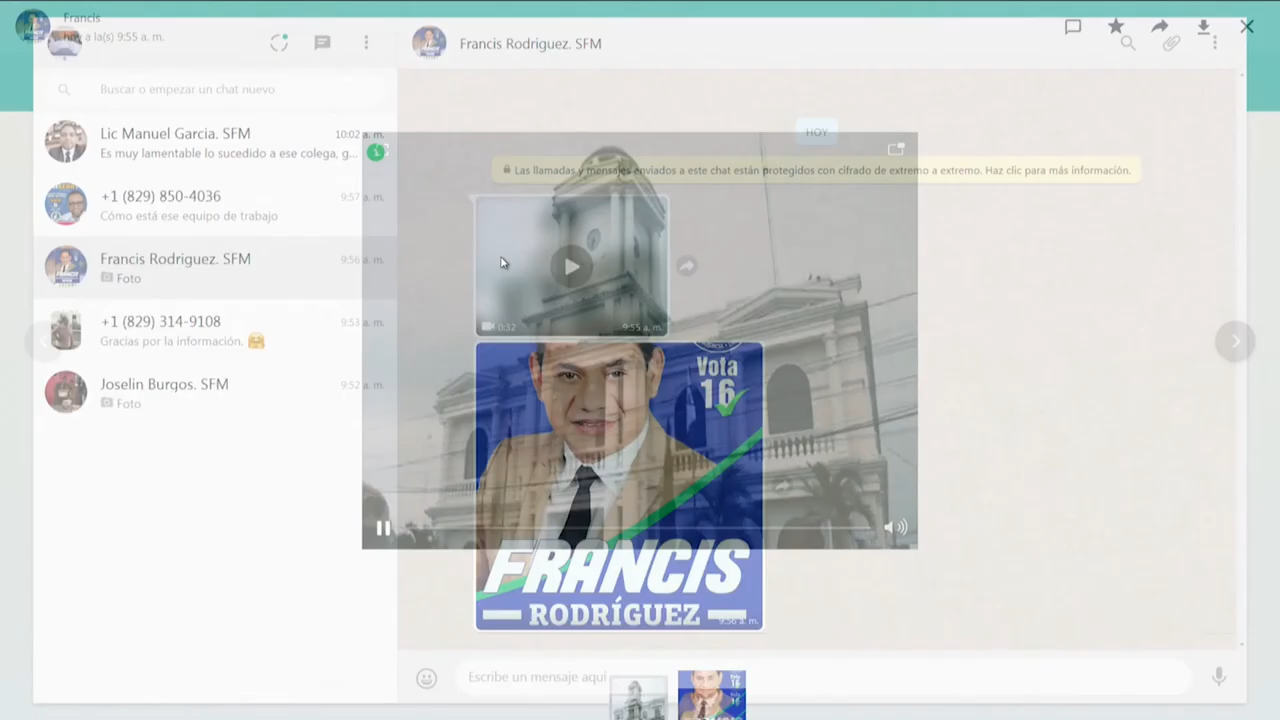 Francis
hoy a la(s) 9:55 a. m.
Francis Rodriguez. SFM
Buscar o empezar un chat nuevo
Lic Manuel Garcia. SFM
10:02 a. m.
Es muy lamentable lo sucedido a ese colega, g...
1
+1 (829) 850-4036
9:57 a. m.
Cómo está ese equipo de trabajo
Francis Rodriguez. SFM
9:56 a. m.
Foto
+1 (829) 314-9108
9:53 a. m.
Gracias por la información. 🤗
Joselin Burgos. SFM
9:52 a. m.
Foto
HOY
Las llamadas y mensajes enviados a este chat están protegidos con cifrado de extremo a extremo. Haz clic para más información.
0:32
9:55 a. m.
Vota
16
FRANCIS
RODRÍGUEZ
9:56 a. m.
Escribe un mensaje aquí